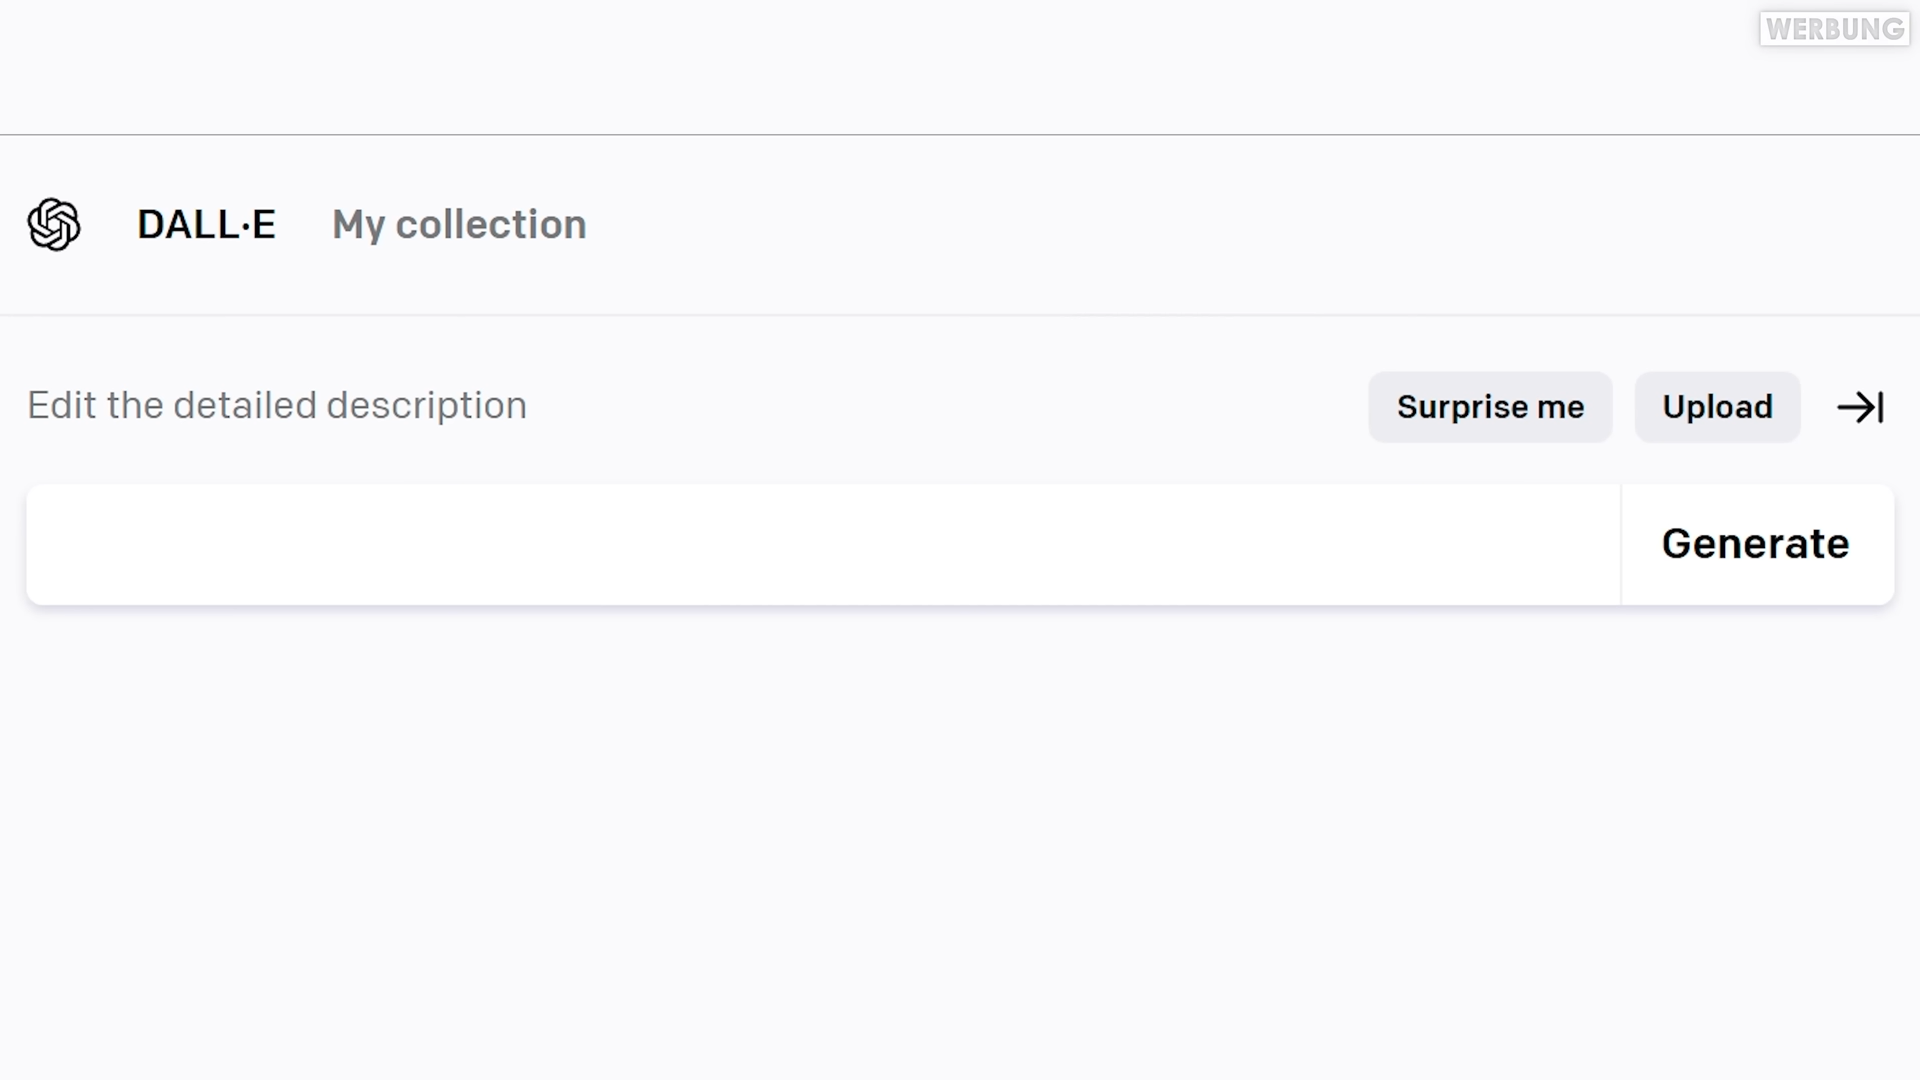 WERBUNG
DALL·E My collection
Edit the detailed description Surprise me Upload
Generate